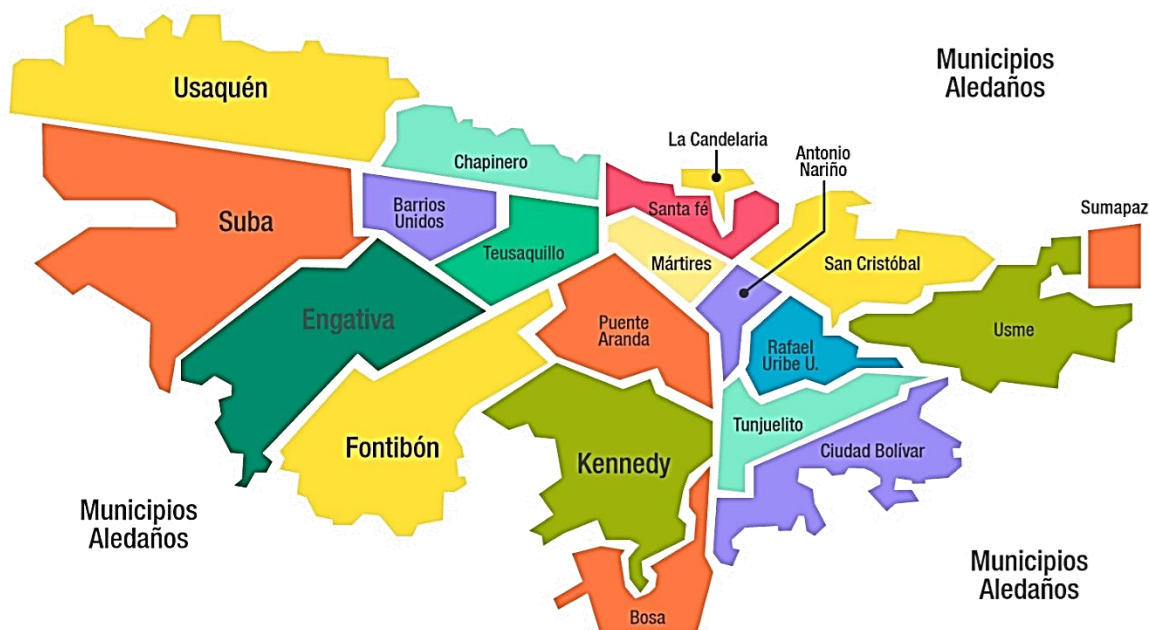 Municipios
Aledaños
Usaquén
La Candelaria
Antonio
Nariño
Chapinero
Barrios
Unidos
Santa fé
Sumapaz
Suba
Teusaquillo
Mártires
San Cristóbal
Engativa
Puente
Aranda
Usme
Rafael
Uribe U.
Tunjuelito
Fontibón
Kennedy
Ciudad Bolívar
Municipios
Aledaños
Municipios
Aledaños
Bosa